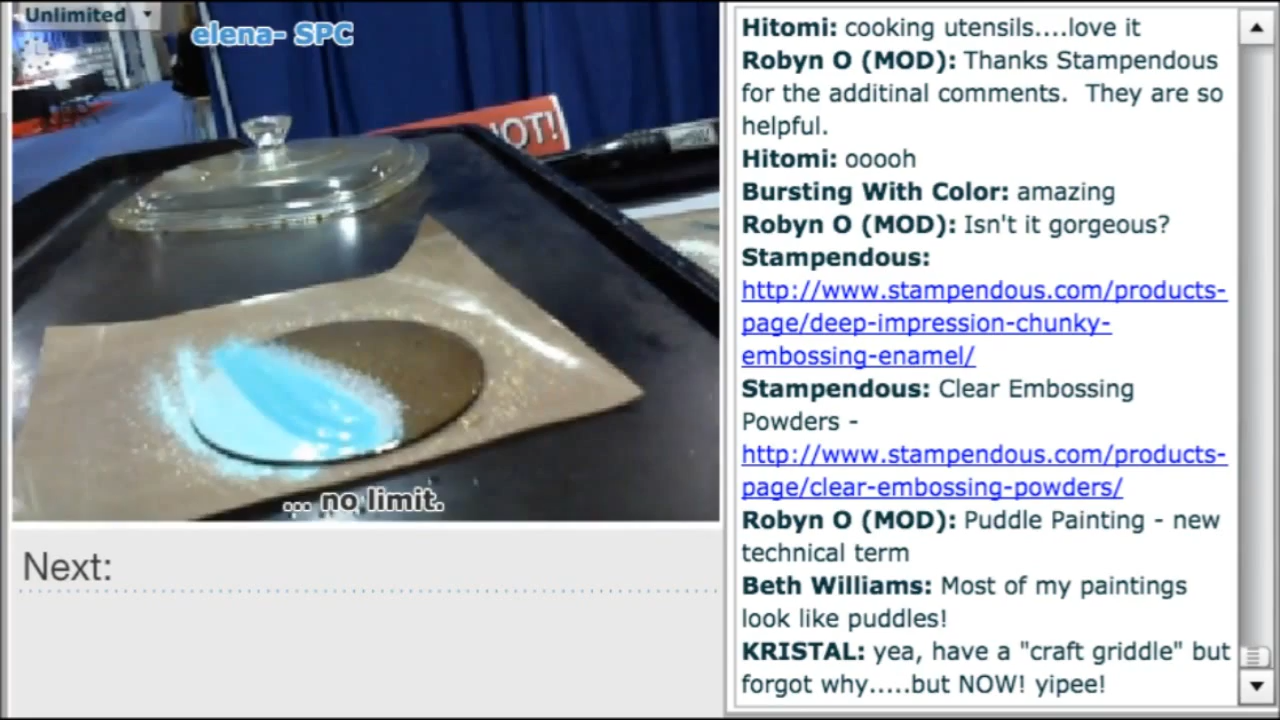 Unlimited
elena- SPC
HOT!
... no limit.
Next:
Hitomi: cooking utensils....love it
Robyn O (MOD): Thanks Stampendous
for the additinal comments.  They are so
helpful.
Hitomi: ooooh
Bursting With Color: amazing
Robyn O (MOD): Isn't it gorgeous?
Stampendous:
http://www.stampendous.com/products-
page/deep-impression-chunky-
embossing-enamel/
Stampendous: Clear Embossing
Powders -
http://www.stampendous.com/products-
page/clear-embossing-powders/
Robyn O (MOD): Puddle Painting - new
technical term
Beth Williams: Most of my paintings
look like puddles!
KRISTAL: yea, have a "craft griddle" but
forgot why.....but NOW! yipee!